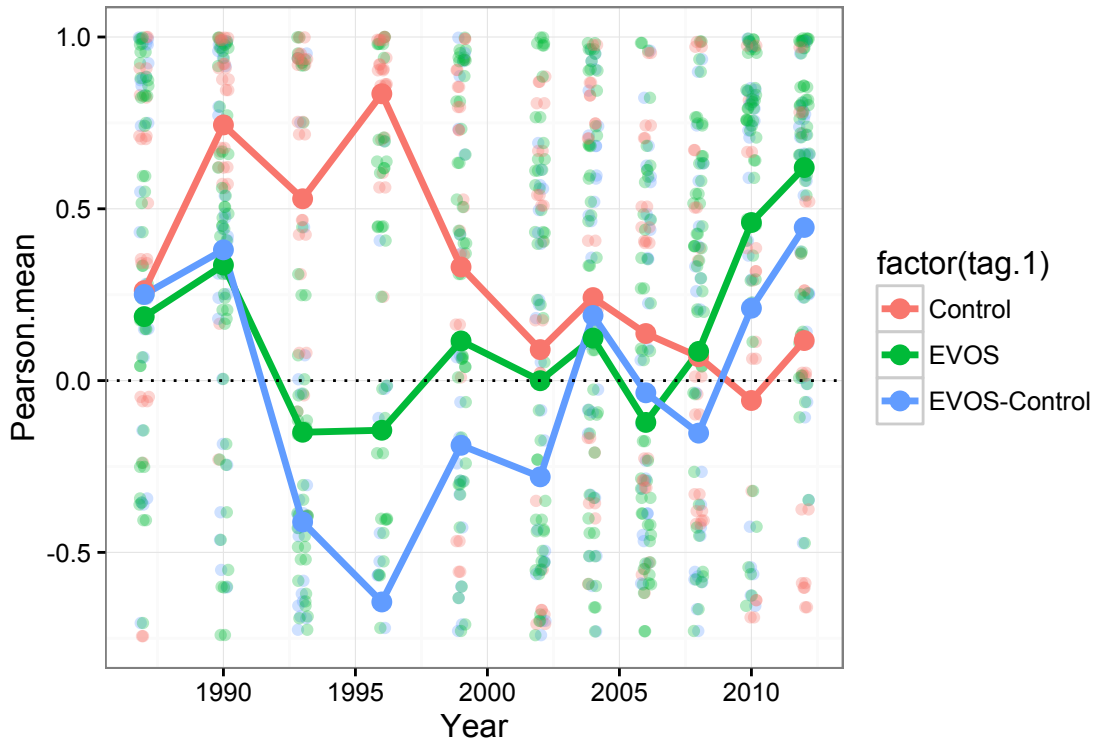 1.0
0.5
0.0
-0.5
Pearson.mean
1990
1995
2000
2005
2010
Year
factor(tag.1)
Control
EVOS
EVOS-Control